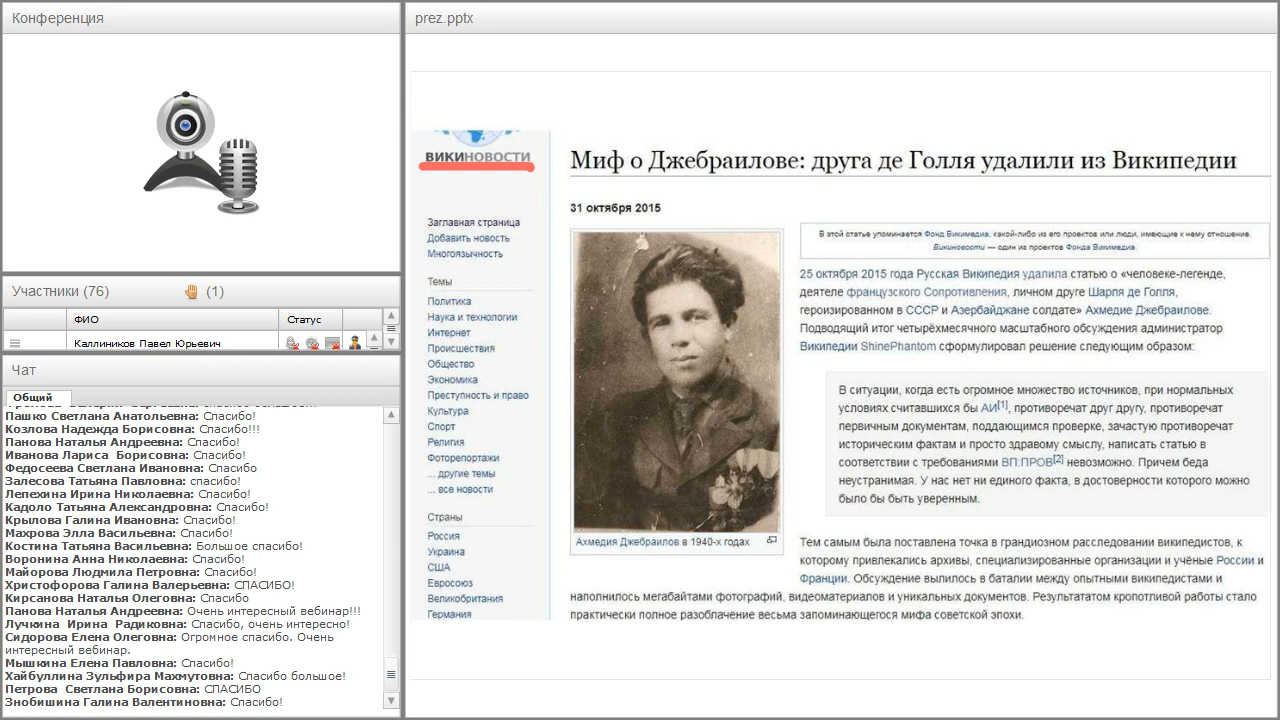 Конференция
Участники (76)
(1)
ФИО
Статус
Каллиников Павел Юрьевич
Чат
Общий
Пашко Светлана Анатольевна: Спасибо!
Козлова Надежда Борисовна: Спасибо!!!
Панова Наталья Андреевна: Спасибо!
Иванова Лариса Борисовна: Спасибо!
Федосеева Светлана Ивановна: Спасибо
Залесова Татьяна Павловна: спасибо!
Лепехина Ирина Николаевна: Спасибо!
Кадоло Татьяна Александровна: Спасибо!
Крылова Галина Ивановна: Спасибо!
Махрова Элла Васильевна: Спасибо!
Костина Татьяна Васильевна: Большое спасибо!
Воронина Анна Николаевна: Спасибо!
Майорова Людмила Петровна: Спасибо!
Христофорова Галина Валерьевна: СПАСИБО!
Кирсанова Наталья Олеговна: Спасибо
Панова Наталья Андреевна: Очень интересный вебинар!!!
Лучкина Ирина Радиковна: Спасибо, очень интересно!
Сидорова Елена Олеговна: Огромное спасибо. Очень
интересный вебинар.
Мышкина Елена Павловна: Спасибо!
Хайбуллина Зульфира Махмутовна: Спасибо большое!
Петрова Светлана Борисовна: СПАСИБО
Знобишина Галина Валентиновна: Спасибо!
prez.pptx
ВИКИНОВОСТИ
Заглавная страница
Добавить новость
Многоязычность
Темы
Политика
Наука и технологии
Интернет
Происшествия
Общество
Экономика
Преступность и право
Культура
Спорт
Религия
Фоторепортажи
... другие темы
... все новости
Страны
Россия
Украина
США
Евросоюз
Великобритания
Германия
Миф о Джебраилове: друга де Голля удалили из Википедии
31 октября 2015
Ахмедия Джебраилов в 1940-х годах
В этой статье упоминается Фонд Викимедиа, какой-либо из его проектов или люди, имеющие к нему отношение.
Викиновости — один из проектов Фонда Викимедиа.
25 октября 2015 года Русская Википедия удалила статью о «человеке-легенде,
деятеле французского Сопротивления, личном друге Шарля де Голля,
героизированном в СССР и Азербайджане солдате» Ахмедие Джебраилове.
Подводящий итог четырёхмесячного масштабного обсуждения администратор
Википедии ShinePhantom сформулировал решение следующим образом:
В ситуации, когда есть огромное множество источников, при нормальных
условиях считавшихся бы АИ[1], противоречат друг другу, противоречат
первичным документам, поддающимся проверке, зачастую противоречат
историческим фактам и просто здравому смыслу, написать статью в
соответствии с требованиями ВП:ПРОВ[2] невозможно. Причем беда
неустранимая. У нас нет ни единого факта, в достоверности которого можно
было бы быть уверенным.
Тем самым была поставлена точка в грандиозном расследовании википедистов, к
которому привлекались архивы, специализированные организации и учёные России и
Франции. Обсуждение вылилось в баталии между опытными википедистами и
наполнилось мегабайтами фотографий, видеоматериалов и уникальных документов. Результататом кропотливой работы стало
практически полное разоблачение весьма запоминающегося мифа советской эпохи.